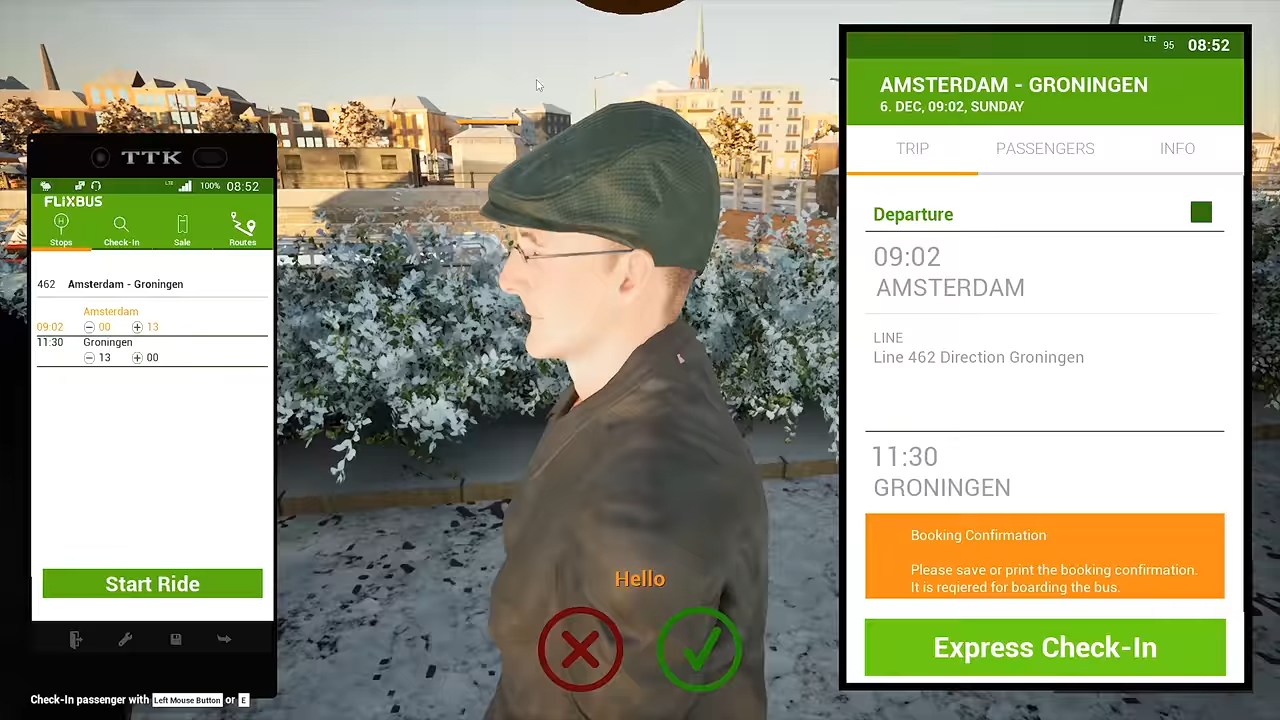 TTK
LTE 100% 08:52
FLIXBUS
H
Stops Check-In Sale Routes
462 Amsterdam - Groningen
Amsterdam
09:02 00 13
11:30 Groningen
13 00
Start Ride
Check-In passenger with Left Mouse Button or E
Hello
LTE 95 08:52
AMSTERDAM - GRONINGEN
6. DEC, 09:02, SUNDAY
TRIP PASSENGERS INFO
Departure
09:02
AMSTERDAM
LINE
Line 462 Direction Groningen
11:30
GRONINGEN
Booking Confirmation
Please save or print the booking confirmation.
It is reqiered for boarding the bus.
Express Check-In